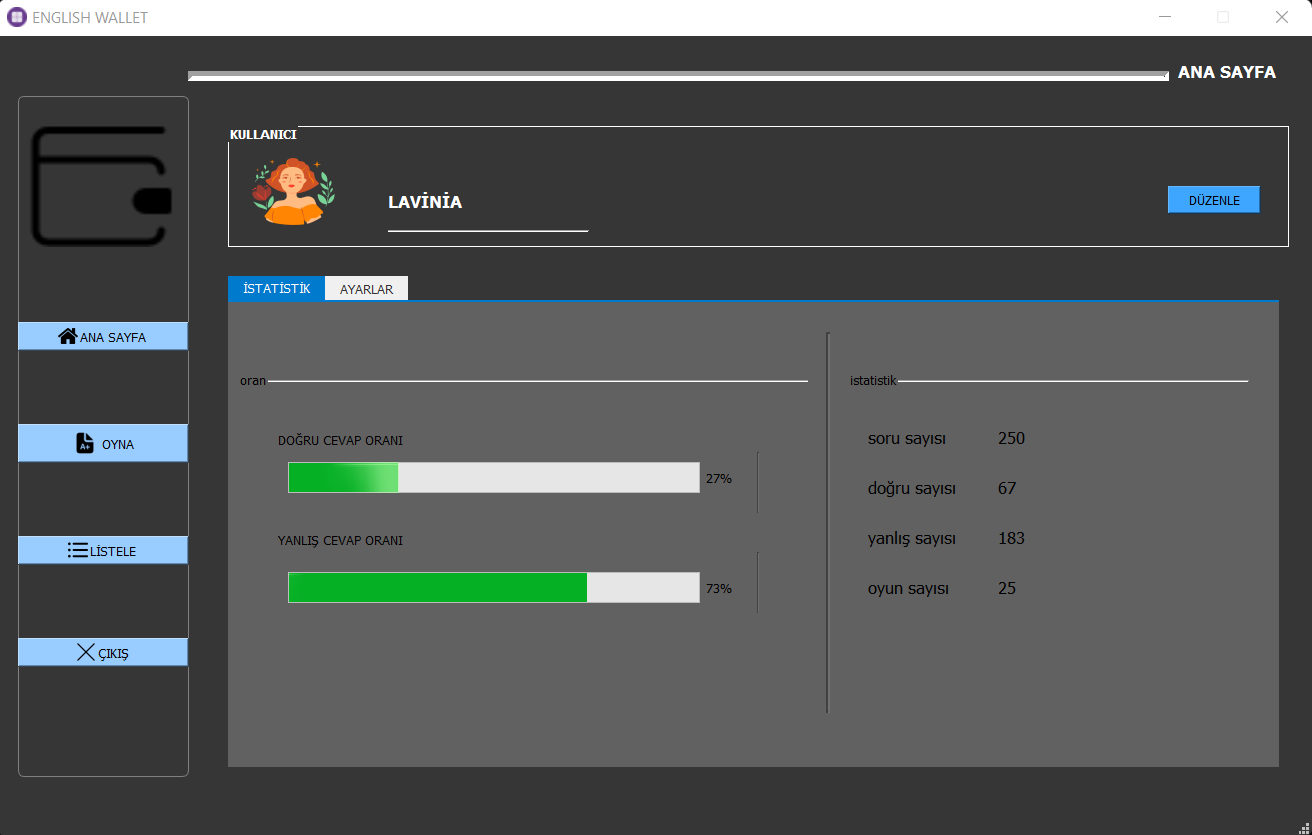 ENGLISH WALLET
ANA SAYFA
KULLANICI
LAVİNİA
DÜZENLE
İSTATİSTİK
AYARLAR
ANA SAYFA
OYNA
LİSTELE
ÇIKIŞ
oran
DOĞRU CEVAP ORANI
27%
YANLIŞ CEVAP ORANI
73%
istatistik
soru sayısı 250
doğru sayısı 67
yanlış sayısı 183
oyun sayısı 25